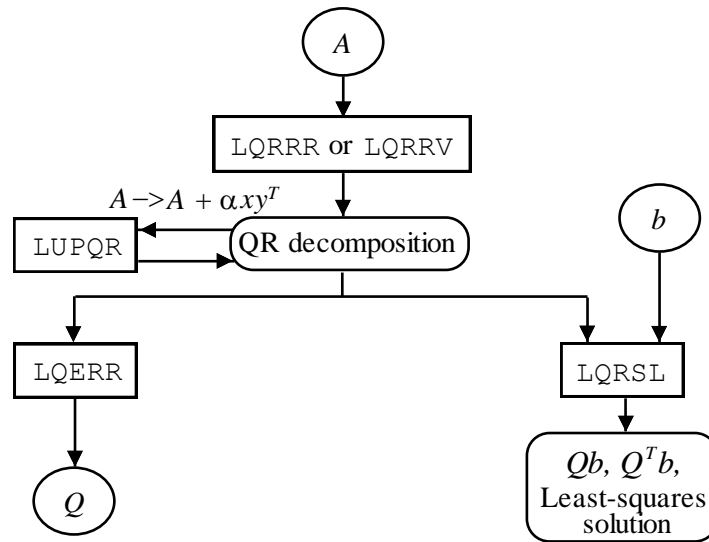 A
LQRRR or LQRRV
A−>A + αxy^T
LUPQR
QR decomposition
b
LQERR
LQRSL
Q
Qb, Q^T b,
Least-squares
solution